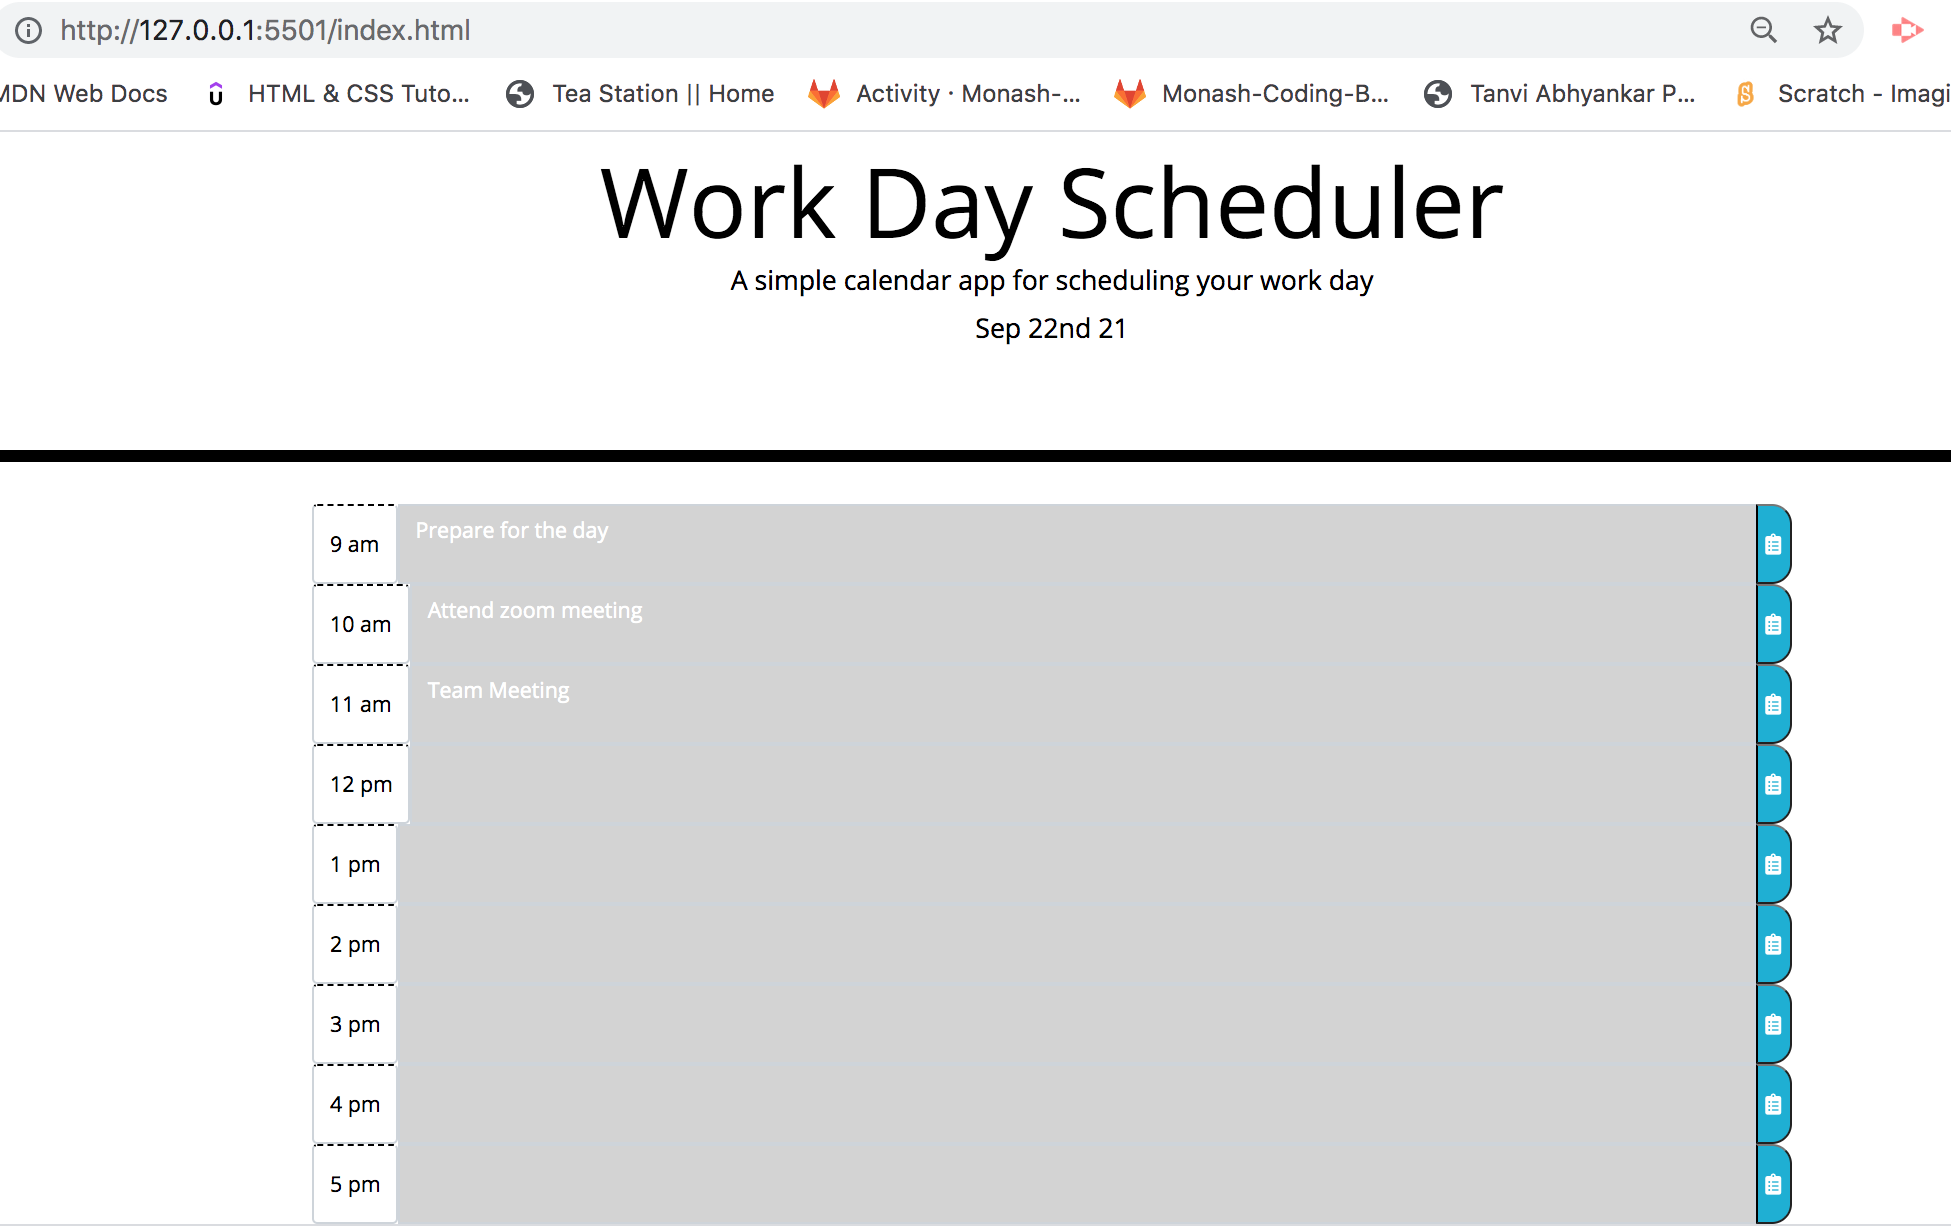 http://127.0.0.1:5501/index.html
MDN Web Docs HTML & CSS Tuto... Tea Station || Home Activity · Monash-... Monash-Coding-B... Tanvi Abhyankar P... Scratch - Imagi
Work Day Scheduler
A simple calendar app for scheduling your work day
Sep 22nd 21
9 am Prepare for the day
10 am Attend zoom meeting
11 am Team Meeting
12 pm
1 pm
2 pm
3 pm
4 pm
5 pm